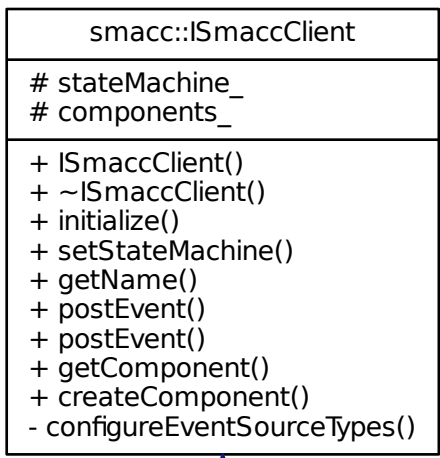 smacc::ISmaccClient
# stateMachine_
# components_
+ ISmaccClient()
+ ~ISmaccClient()
+ initialize()
+ setStateMachine()
+ getName()
+ postEvent()
+ postEvent()
+ getComponent()
+ createComponent()
- configureEventSourceTypes()